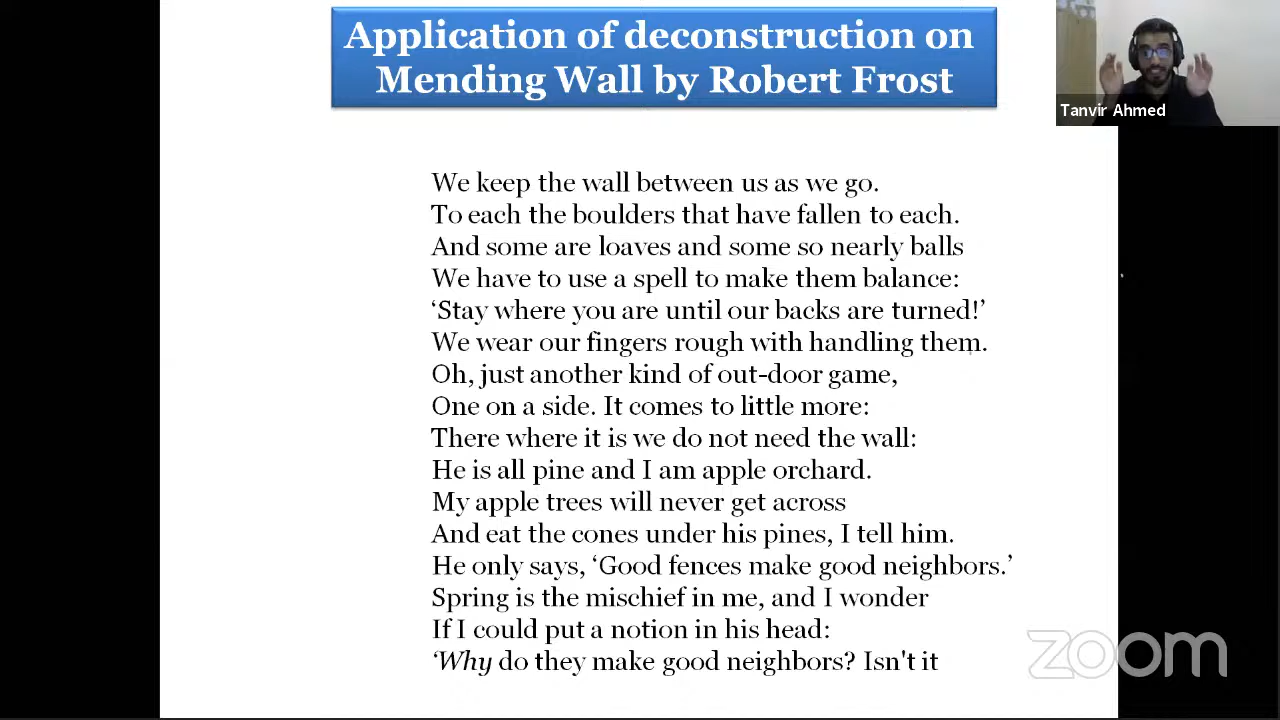 Application of deconstruction on
Mending Wall by Robert Frost
Tanvir Ahmed
We keep the wall between us as we go.
To each the boulders that have fallen to each.
And some are loaves and some so nearly balls
We have to use a spell to make them balance:
‘Stay where you are until our backs are turned!’
We wear our fingers rough with handling them.
Oh, just another kind of out-door game,
One on a side. It comes to little more:
There where it is we do not need the wall:
He is all pine and I am apple orchard.
My apple trees will never get across
And eat the cones under his pines, I tell him.
He only says, ‘Good fences make good neighbors.’
Spring is the mischief in me, and I wonder
If I could put a notion in his head:
‘Why do they make good neighbors? Isn't it
zoom